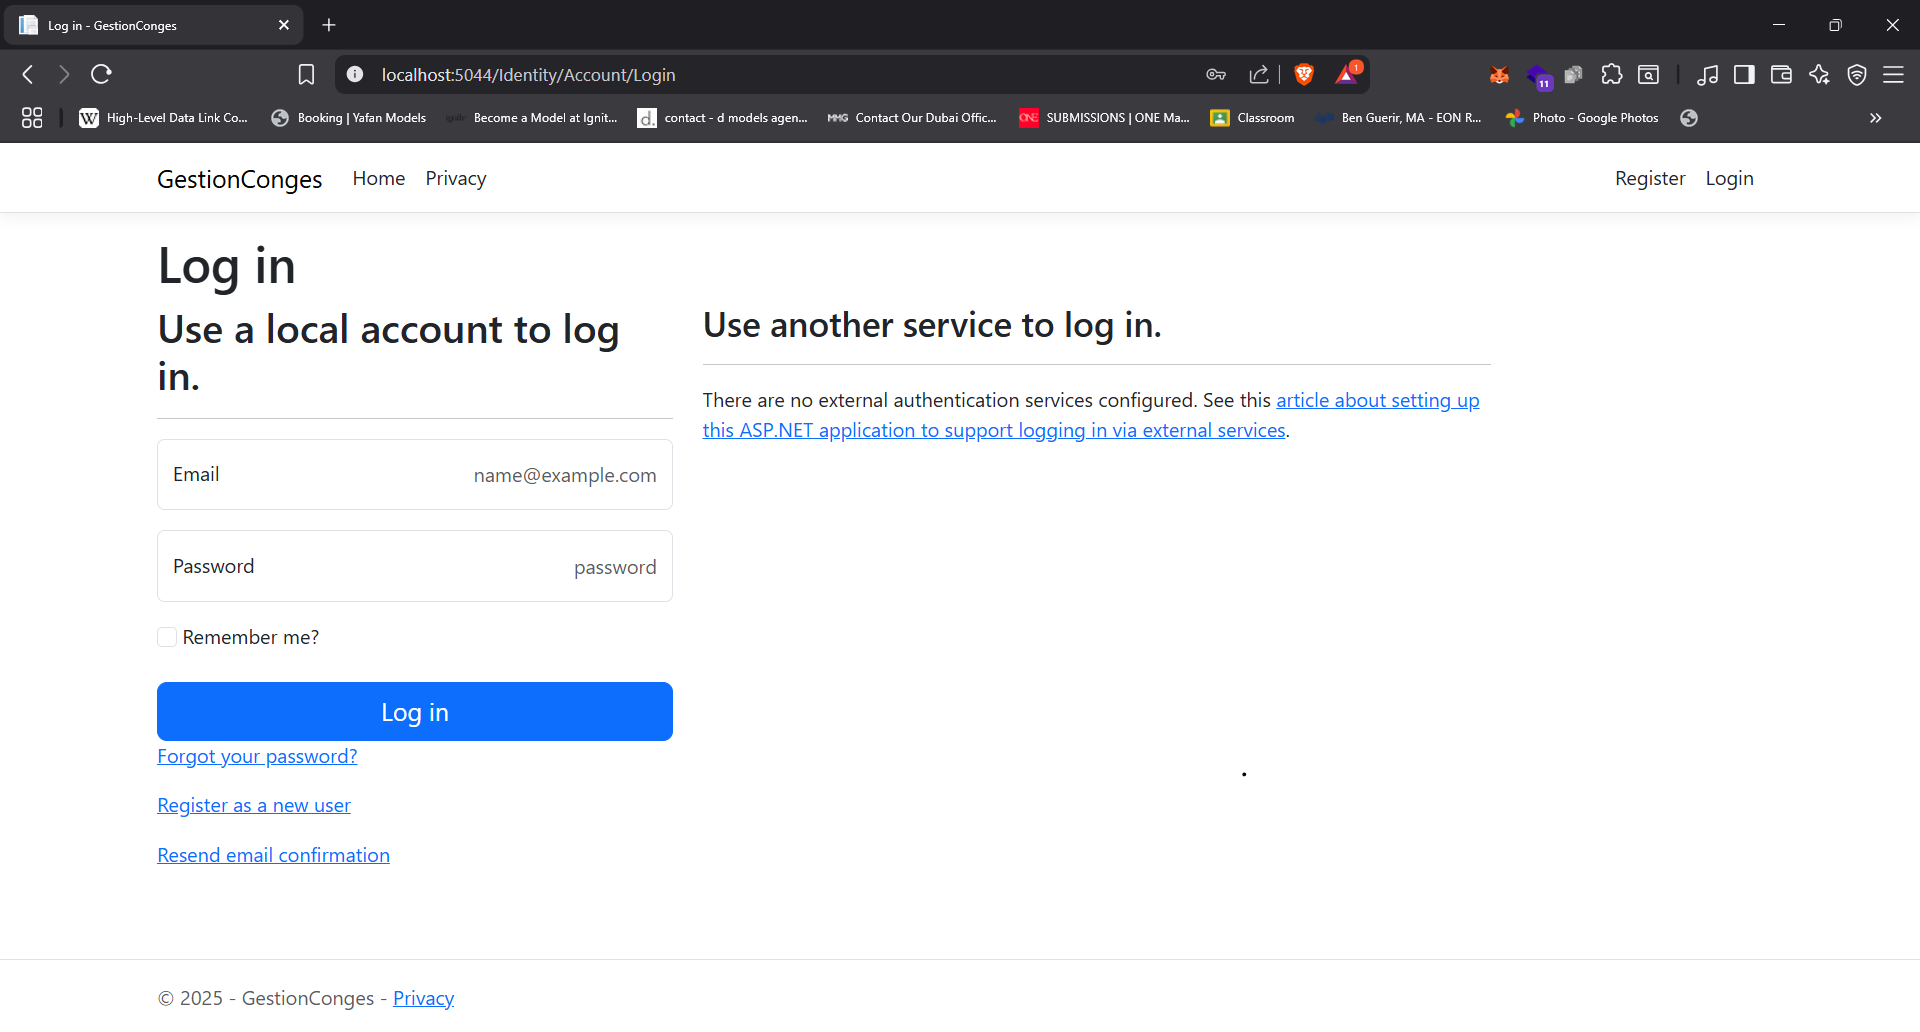 Log in - GestionConges
localhost:5044/Identity/Account/Login
1
11
High-Level Data Link Co...
Booking | Yafan Models
Become a Model at Ignit...
contact - d models agen...
Contact Our Dubai Offic...
SUBMISSIONS | ONE Ma...
Classroom
Ben Guerir, MA - EON R...
Photo - Google Photos
GestionConges
Home
Privacy
Register
Login
Log in
Use a local account to log
in.
Email
name@example.com
Password
password
Remember me?
Log in
Forgot your password?
Register as a new user
Resend email confirmation
Use another service to log in.
There are no external authentication services configured. See this article about setting up
this ASP.NET application to support logging in via external services.
© 2025 - GestionConges - Privacy